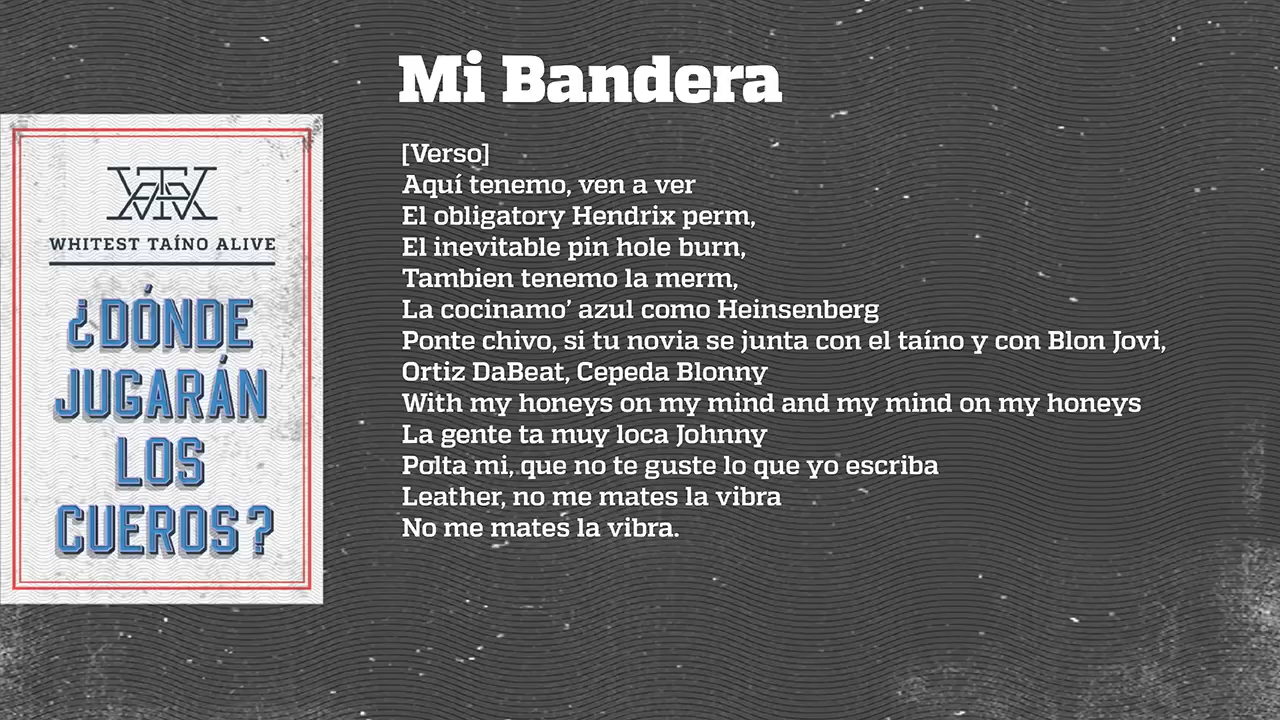 Mi Bandera
WHITEST TAÍNO ALIVE
¿DÓNDE
JUGARÁN
LOS
CUEROS?
[Verso]
Aquí tenemo, ven a ver
El obligatory Hendrix perm,
El inevitable pin hole burn,
Tambien tenemo la merm,
La cocinamo’ azul como Heinsenberg
Ponte chivo, si tu novia se junta con el taíno y con Blon Jovi,
Ortiz DaBeat, Cepeda Blonny
With my honeys on my mind and my mind on my honeys
La gente ta muy loca Johnny
Polta mi, que no te guste lo que yo escriba
Leather, no me mates la vibra
No me mates la vibra.